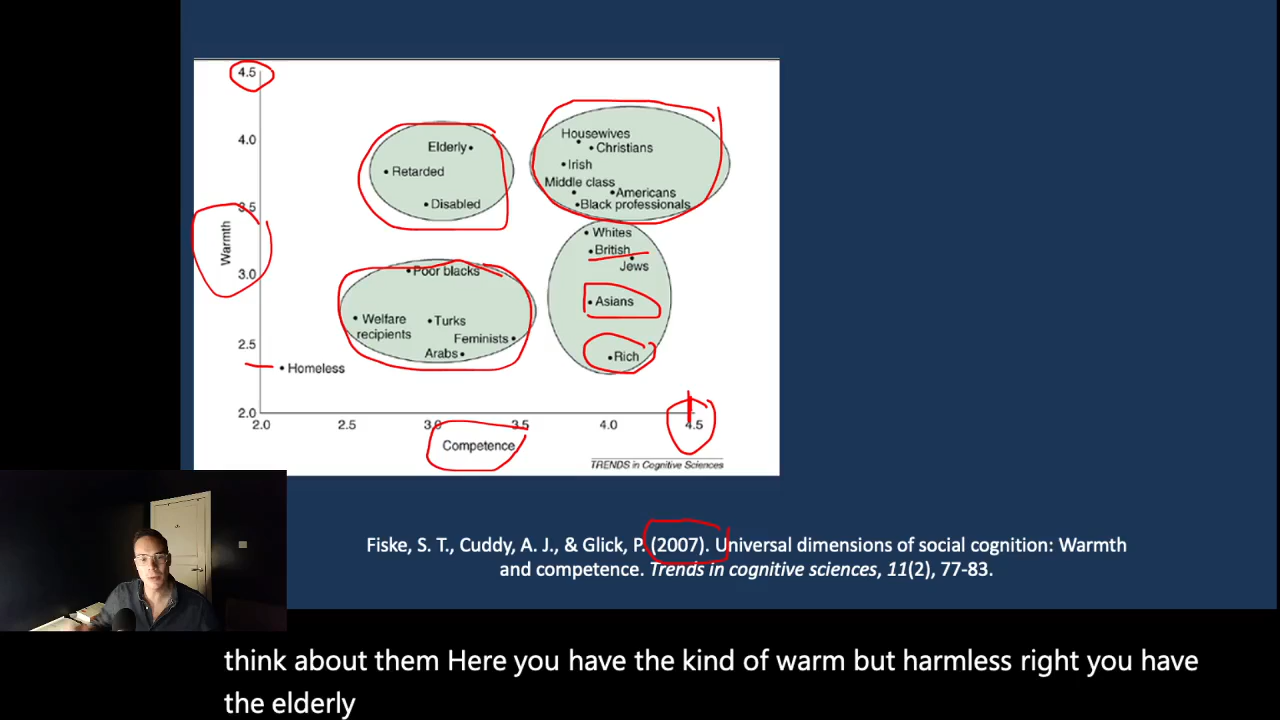 4.5
4.0
3.5
3.0
2.5
2.0
Warmth
Elderly
Retarded
Disabled
Housewives
Christians
Irish
Middle class
Americans
Black professionals
Whites
British
Jews
Asians
Rich
Poor blacks
Welfare
recipients
Turks
Feminists
Arabs
Homeless
2.0 2.5 3.0 3.5 4.0 4.5
Competence
TRENDS in Cognitive Sciences
Fiske, S. T., Cuddy, A. J., & Glick, P. (2007). Universal dimensions of social cognition: Warmth
and competence. Trends in cognitive sciences, 11(2), 77-83.
think about them Here you have the kind of warm but harmless right you have
the elderly